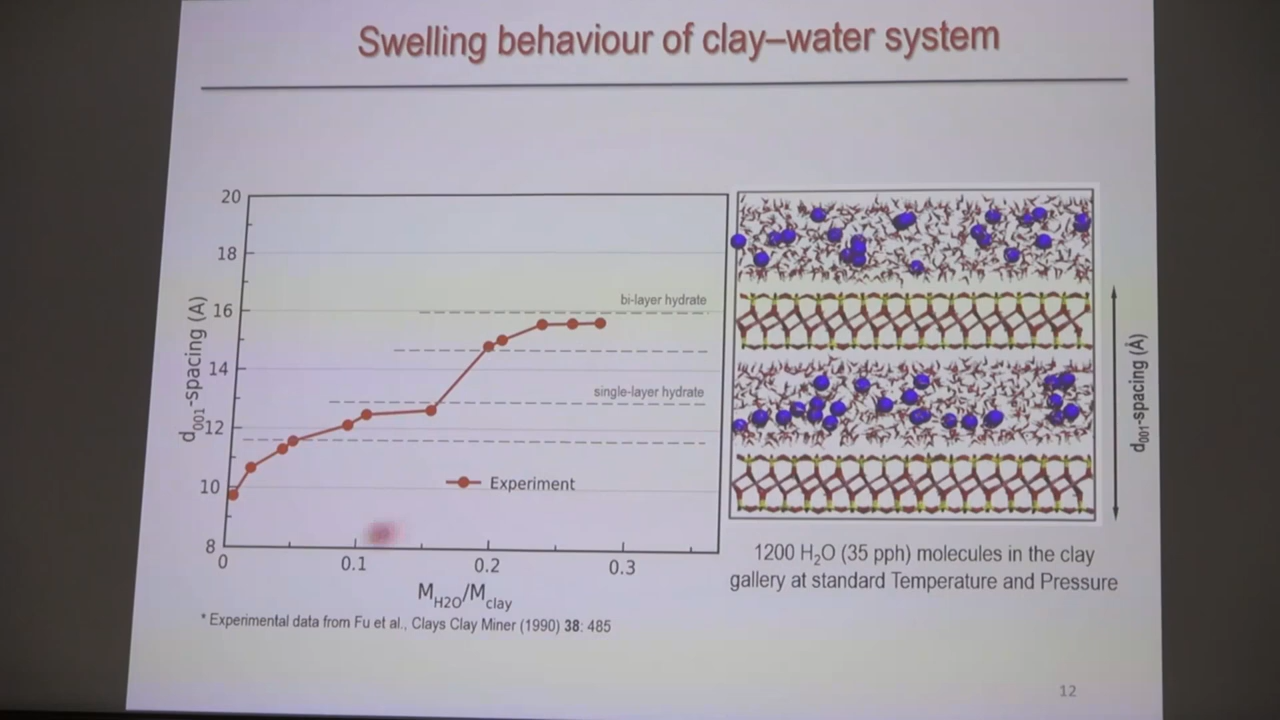 Swelling behaviour of clay–water system
20
18
16
14
12
10
8
d001-spacing (A)
bi-layer hydrate
single-layer hydrate
Experiment
0
0.1
0.2
0.3
MH2O/Mclay
* Experimental data from Fu et al., Clays Clay Miner (1990) 38: 485
d001-spacing (Å)
1200 H2O (35 pph) molecules in the clay
gallery at standard Temperature and Pressure
12